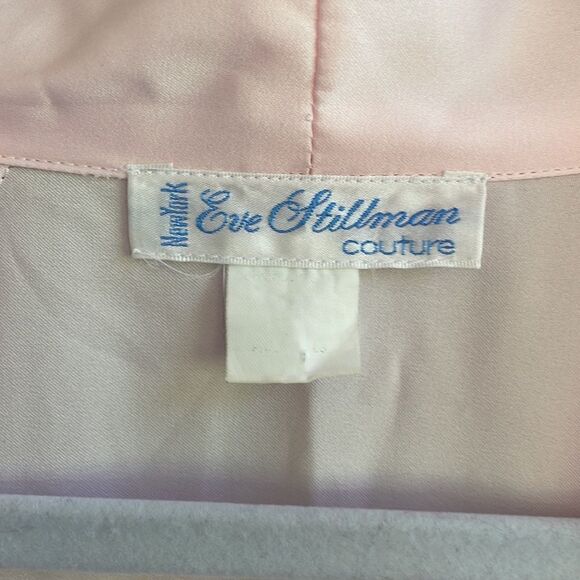 New York
Eve Stillman
couture